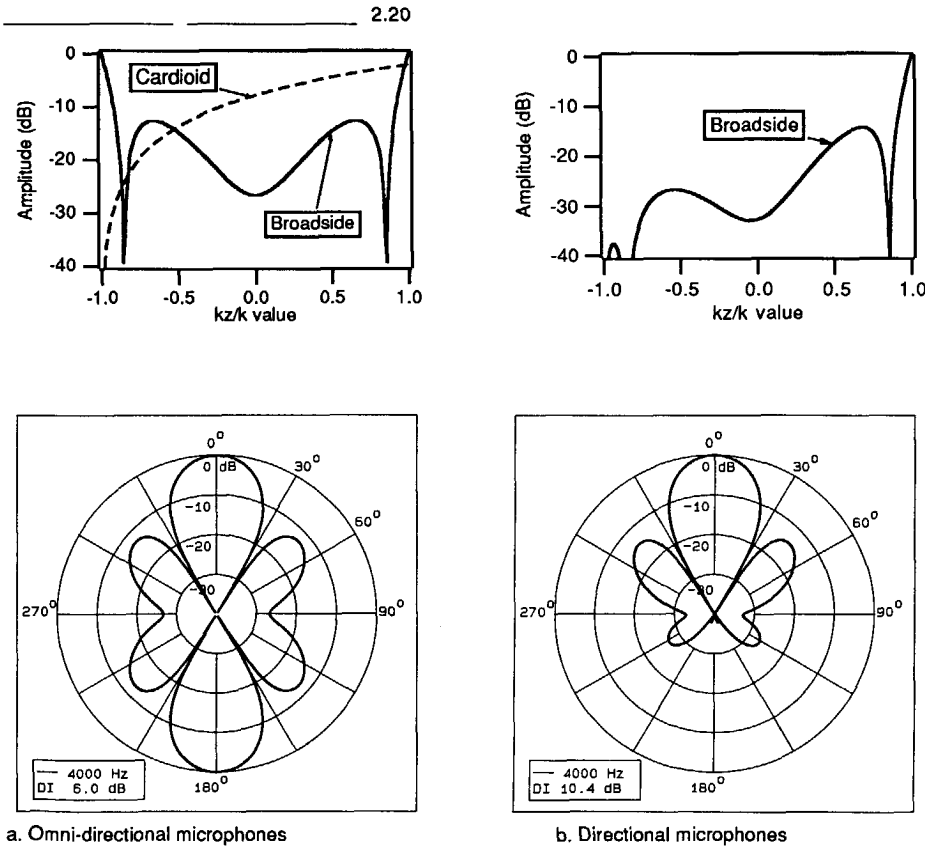 2.20
0
-10
-20
-30
-40
Amplitude (dB)
Cardioid
Broadside
-1.0 -0.5 0.0 0.5 1.0
kz/k value
0
-10
-20
-30
-40
Amplitude (dB)
Broadside
-1.0 -0.5 0.0 0.5 1.0
kz/k value
0°
0 dB
30°
-10
60°
-20
-30
270°
90°
180°
— 4000 Hz
DI 6.0 dB
0°
0 dB
30°
-10
60°
-20
-30
270°
90°
180°
— 4000 Hz
DI 10.4 dB
a. Omni-directional microphones
b. Directional microphones